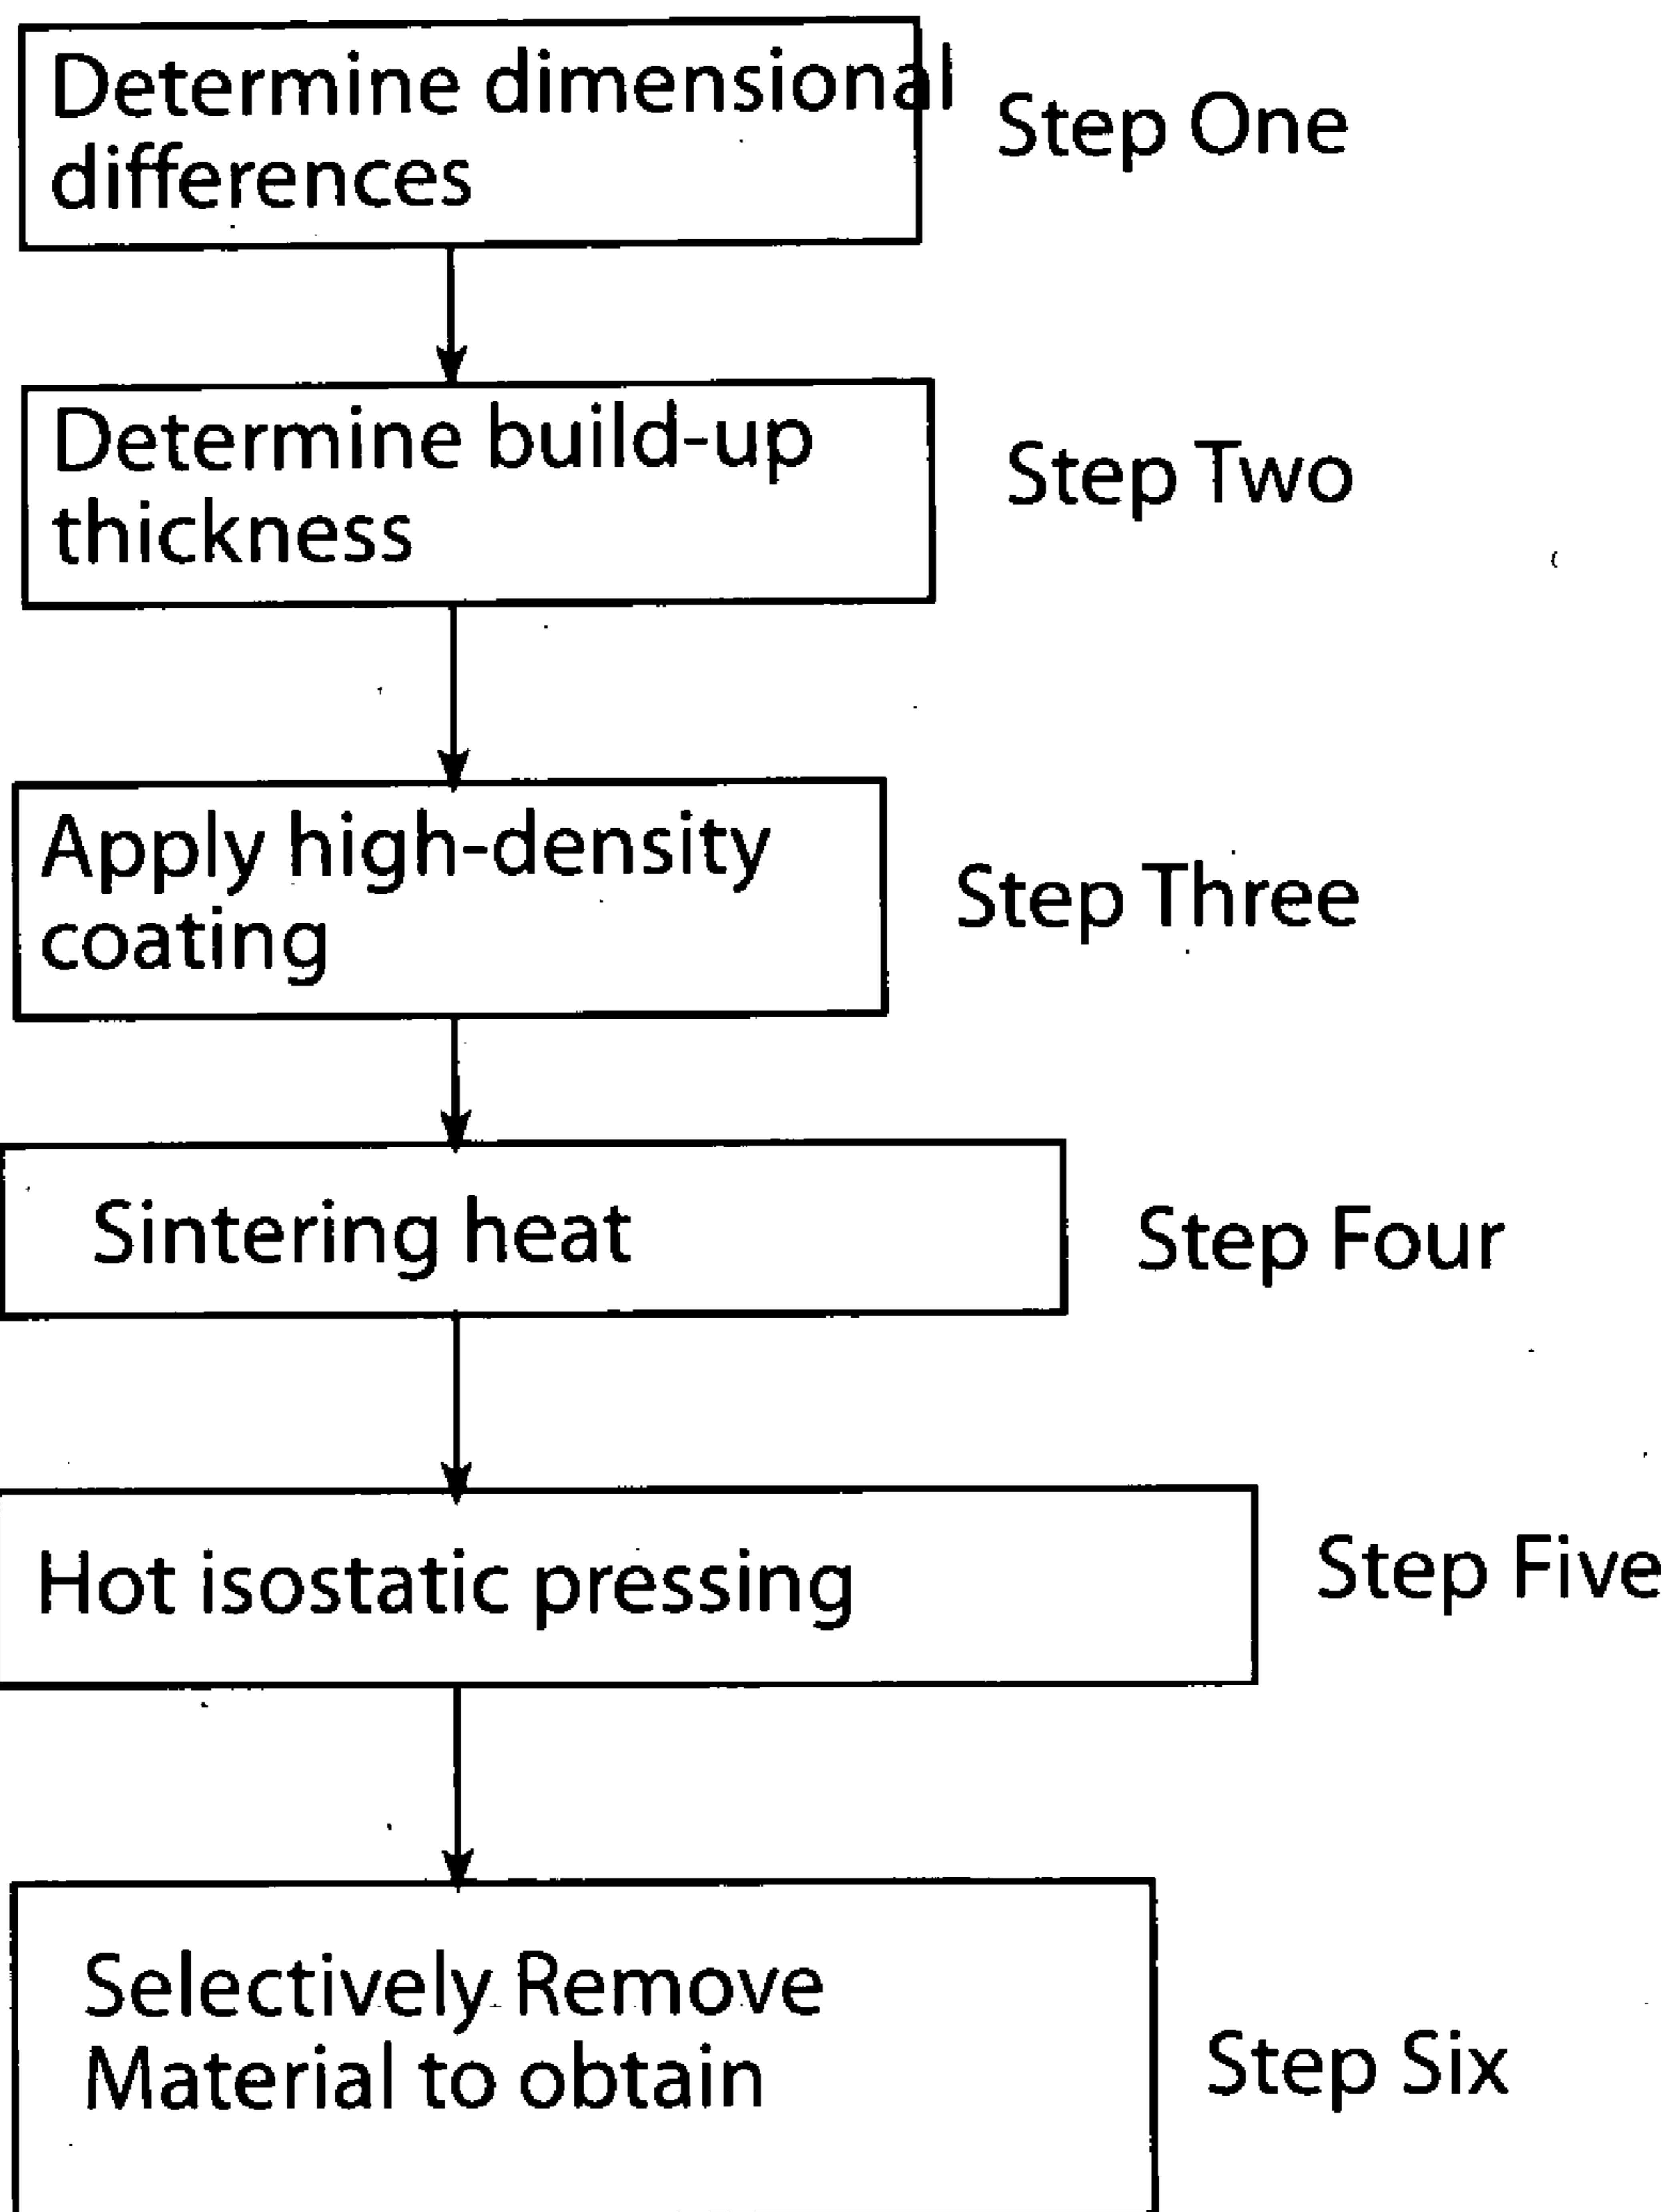 Determine dimensional
differences
Step One
Determine build-up
thickness
Step Two
Apply high-density
coating
Step Three
Sintering heat
Step Four
Hot isostatic pressing
Step Five
Selectively Remove
Material to obtain
Step Six